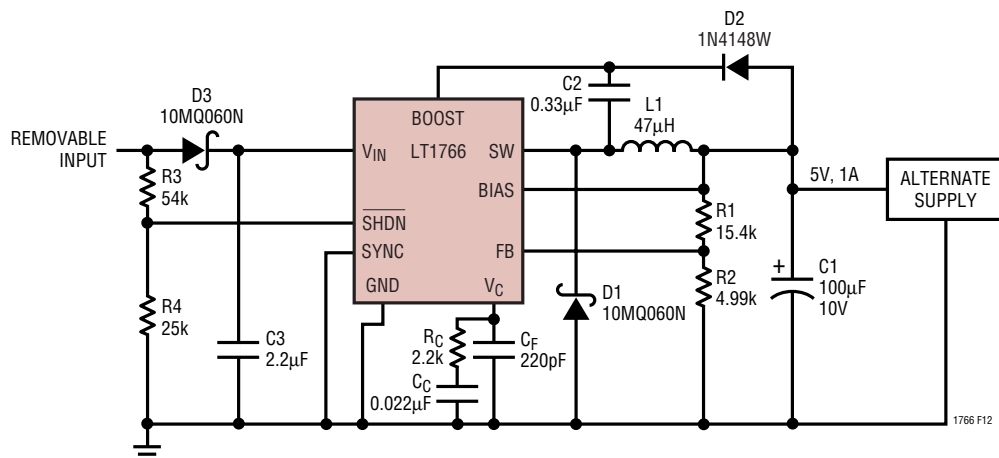 D2
1N4148W
C2
0.33µF
L1
47µH
D3
10MQ060N
REMOVABLE
INPUT
R3
54k
R4
25k
C3
2.2µF
BOOST
LT1766
VIN
SW
BIAS
SHDN
SYNC
FB
GND
VC
RC
2.2k
CF
220pF
CC
0.022µF
D1
10MQ060N
R1
15.4k
R2
4.99k
+
C1
100µF
10V
5V, 1A
ALTERNATE
SUPPLY
1766 F12